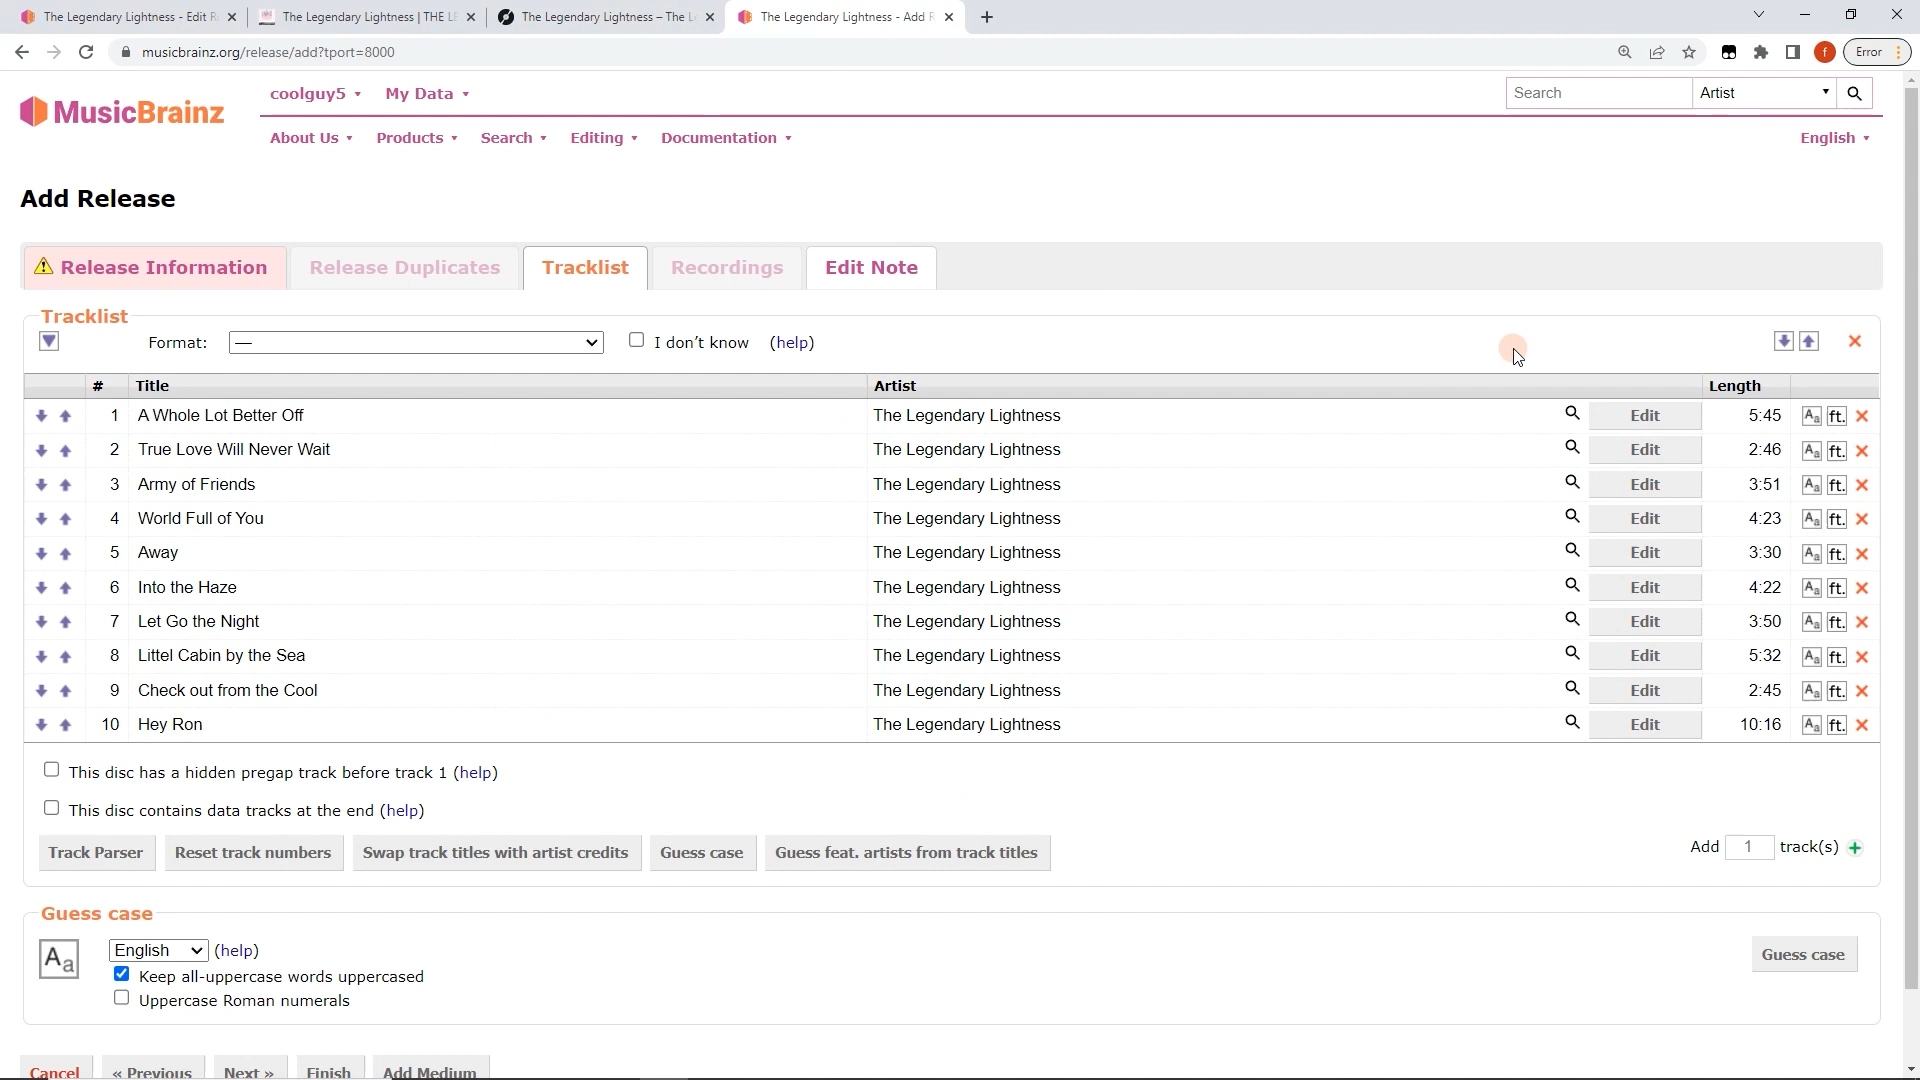 The Legendary Lightness - Edit R
The Legendary Lightness | THE LE
The Legendary Lightness – The L
The Legendary Lightness - Add R
musicbrainz.org/release/add?tport=8000
f
Error
MusicBrainz
coolguy5
My Data
Search
Artist
About Us
Products
Search
Editing
Documentation
English
Add Release
Release Information
Release Duplicates
Tracklist
Recordings
Edit Note
Tracklist
Format: —
I don't know (help)
# Title Artist Length
1 A Whole Lot Better Off The Legendary Lightness Edit 5:45 Aa ft.
2 True Love Will Never Wait The Legendary Lightness Edit 2:46 Aa ft.
3 Army of Friends The Legendary Lightness Edit 3:51 Aa ft.
4 World Full of You The Legendary Lightness Edit 4:23 Aa ft.
5 Away The Legendary Lightness Edit 3:30 Aa ft.
6 Into the Haze The Legendary Lightness Edit 4:22 Aa ft.
7 Let Go the Night The Legendary Lightness Edit 3:50 Aa ft.
8 Littel Cabin by the Sea The Legendary Lightness Edit 5:32 Aa ft.
9 Check out from the Cool The Legendary Lightness Edit 2:45 Aa ft.
10 Hey Ron The Legendary Lightness Edit 10:16 Aa ft.
This disc has a hidden pregap track before track 1 (help)
This disc contains data tracks at the end (help)
Track Parser
Reset track numbers
Swap track titles with artist credits
Guess case
Guess feat. artists from track titles
Add 1 track(s)
Guess case
Aa
English (help)
Keep all-uppercase words uppercased
Uppercase Roman numerals
Guess case
Cancel
« Previous
Next »
Finish
Add Medium